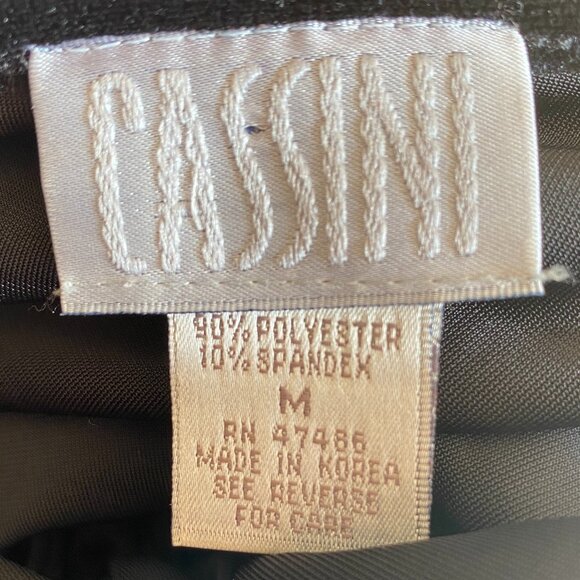 CASSINI
90% POLYESTER
10% SPANDEX
M
RN 47486
MADE IN KOREA
SEE REVERSE
FOR CARE